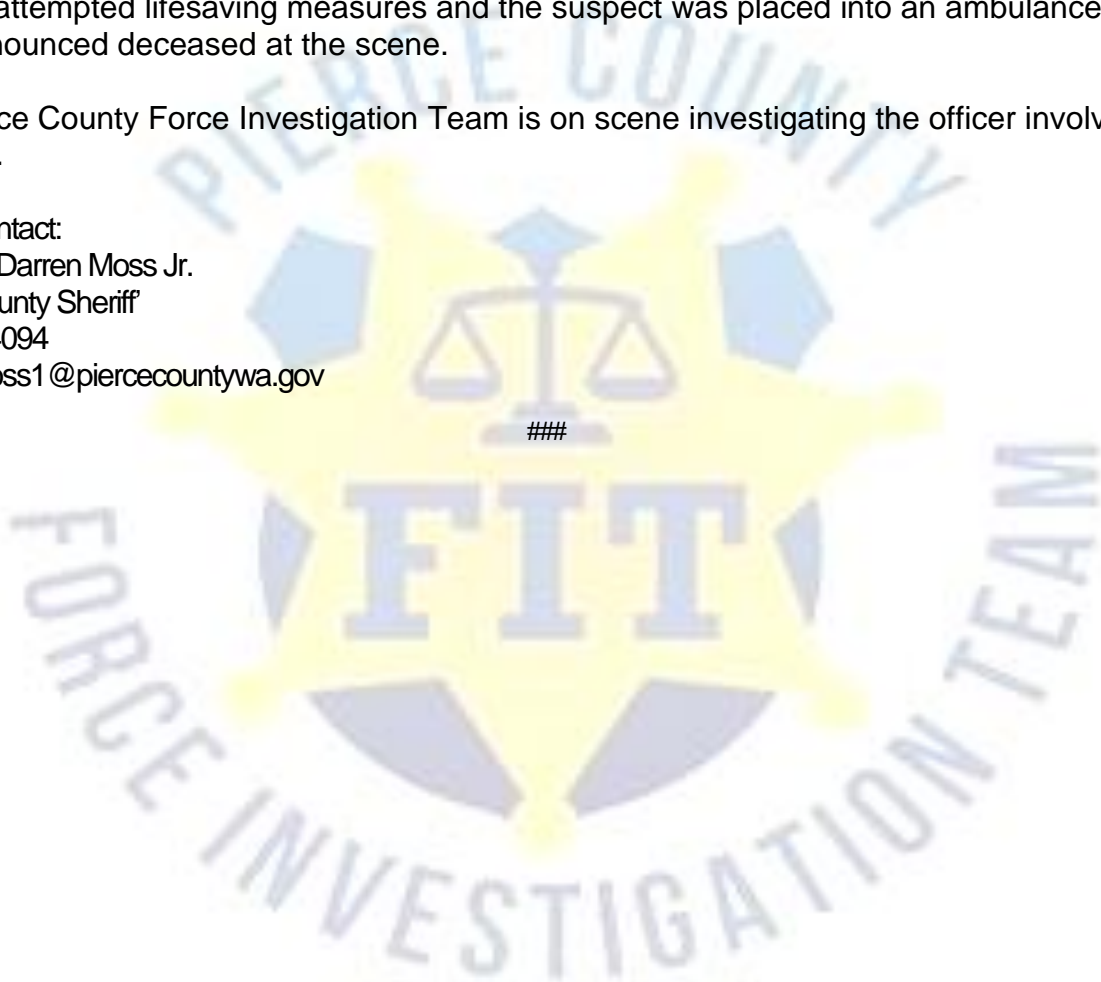 attempted lifesaving measures and the suspect was placed into an ambulance
nounced deceased at the scene.
ce County Force Investigation Team is on scene investigating the officer involv
.
ntact:
Darren Moss Jr.
unty Sheriff'
094
oss1@piercecountywa.gov
###
PIERCE COUNTY
FIT
FORCE INVESTIGATION TEAM